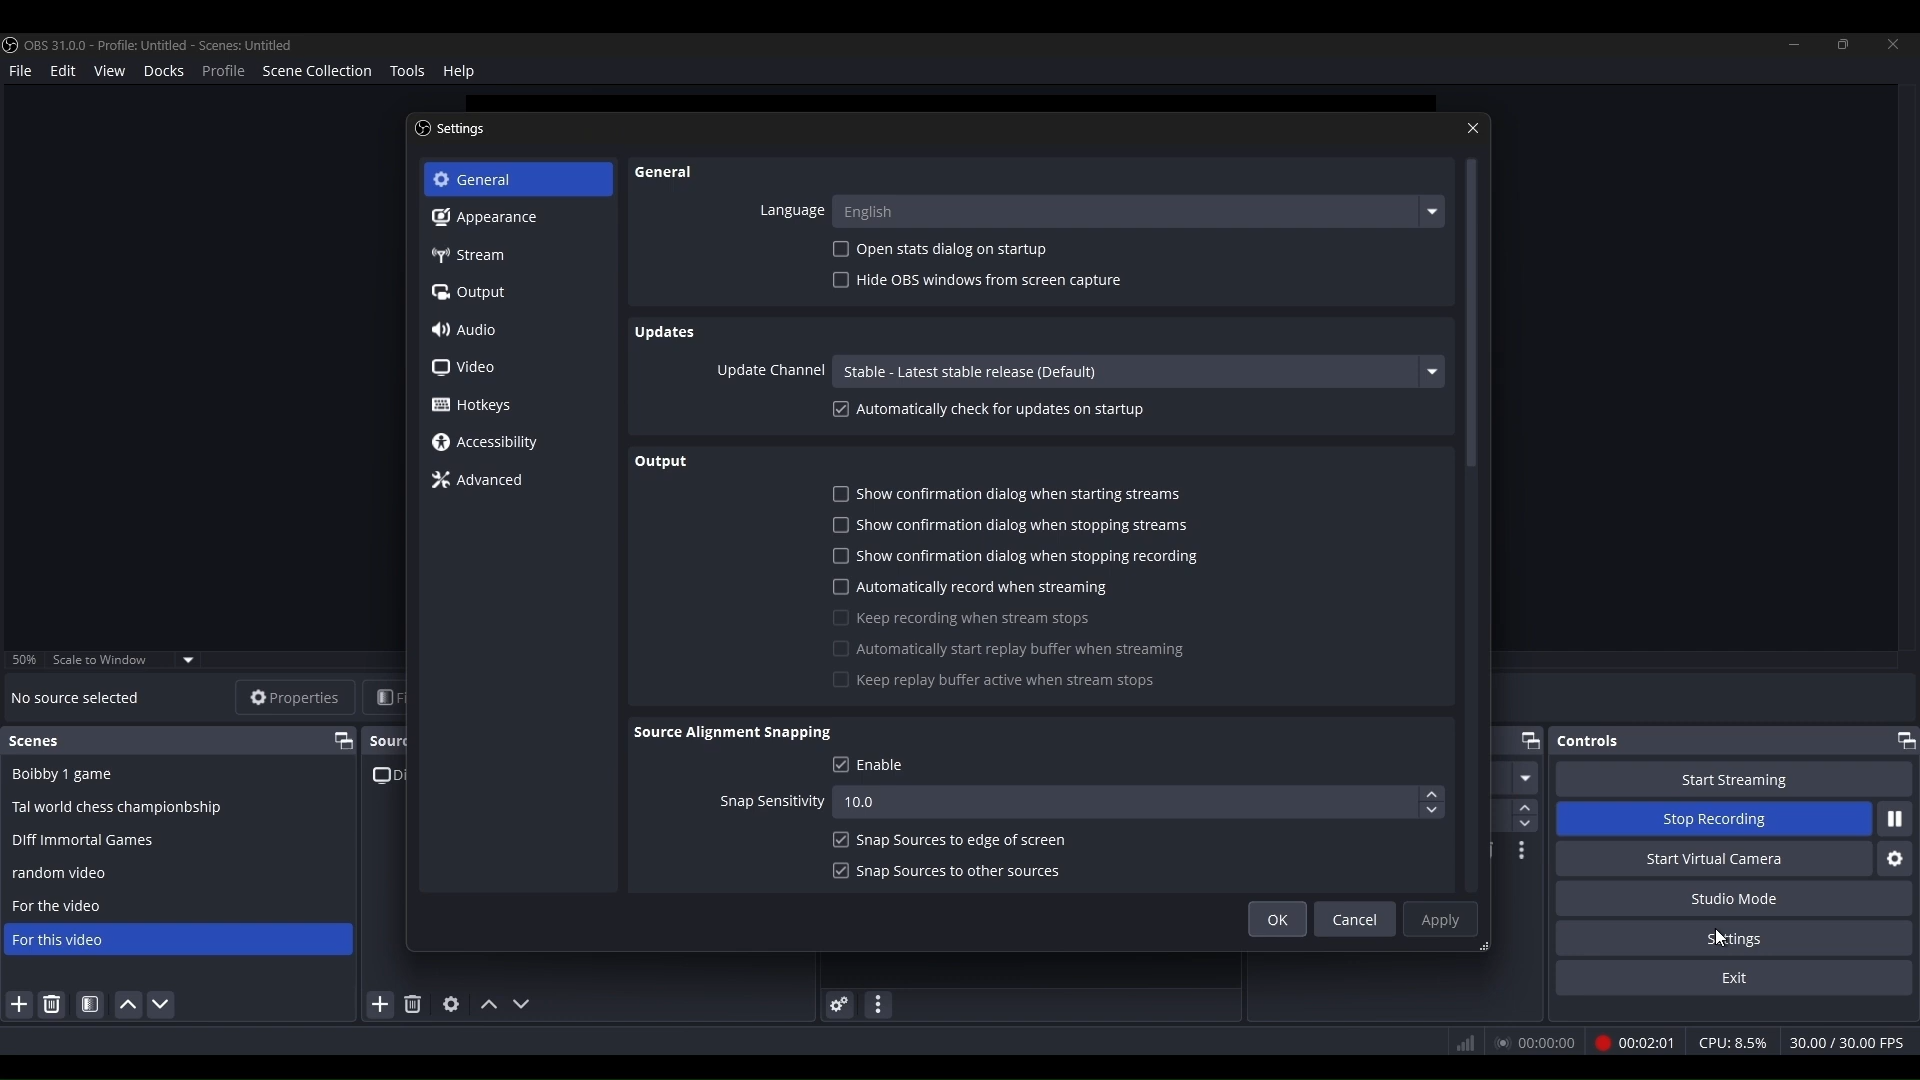 OBS 31.0.0 - Profile: Untitled - Scenes: Untitled
File Edit View Docks Profile Scene Collection Tools Help
Settings
General
Appearance
Stream
Output
Audio
Video
Hotkeys
Accessibility
Advanced
General
Language English
Open stats dialog on startup
Hide OBS windows from screen capture
Updates
Update Channel Stable - Latest stable release (Default)
Automatically check for updates on startup
Output
Show confirmation dialog when starting streams
Show confirmation dialog when stopping streams
Show confirmation dialog when stopping recording
Automatically record when streaming
Keep recording when stream stops
Automatically start replay buffer when streaming
Keep replay buffer active when stream stops
Source Alignment Snapping
Enable
Snap Sensitivity 10.0
Snap Sources to edge of screen
Snap Sources to other sources
OK Cancel Apply
50% Scale to Window
No source selected Properties
Scenes
Boibby 1 game
Tal world chess championbship
DIff Immortal Games
random video
For the video
For this video
Controls
Start Streaming
Stop Recording
Start Virtual Camera
Studio Mode
Settings
Exit
00:00:00 00:02:01 CPU: 8.5% 30.00 / 30.00 FPS